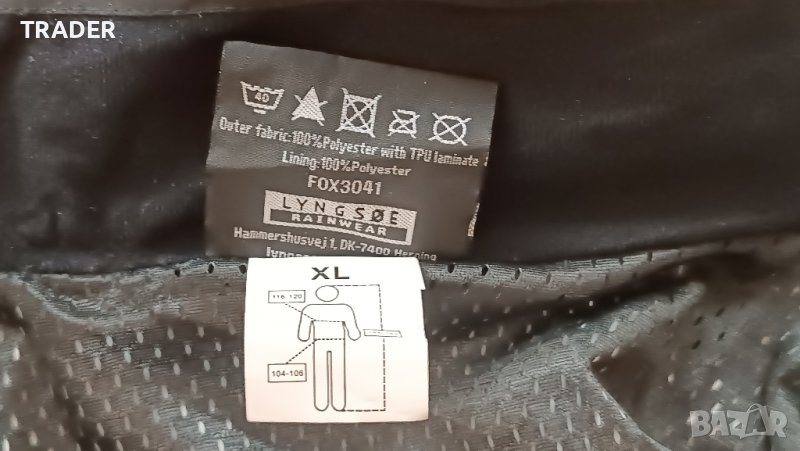 TRADER
40
Outer fabric:100%Polyester with TPU laminate
Lining:100%Polyester
FOX3041
LYNGSØE
RAINWEAR
Hammershusvej 1, DK-7400 Herning
XL
116-120
104-106
BAZAR